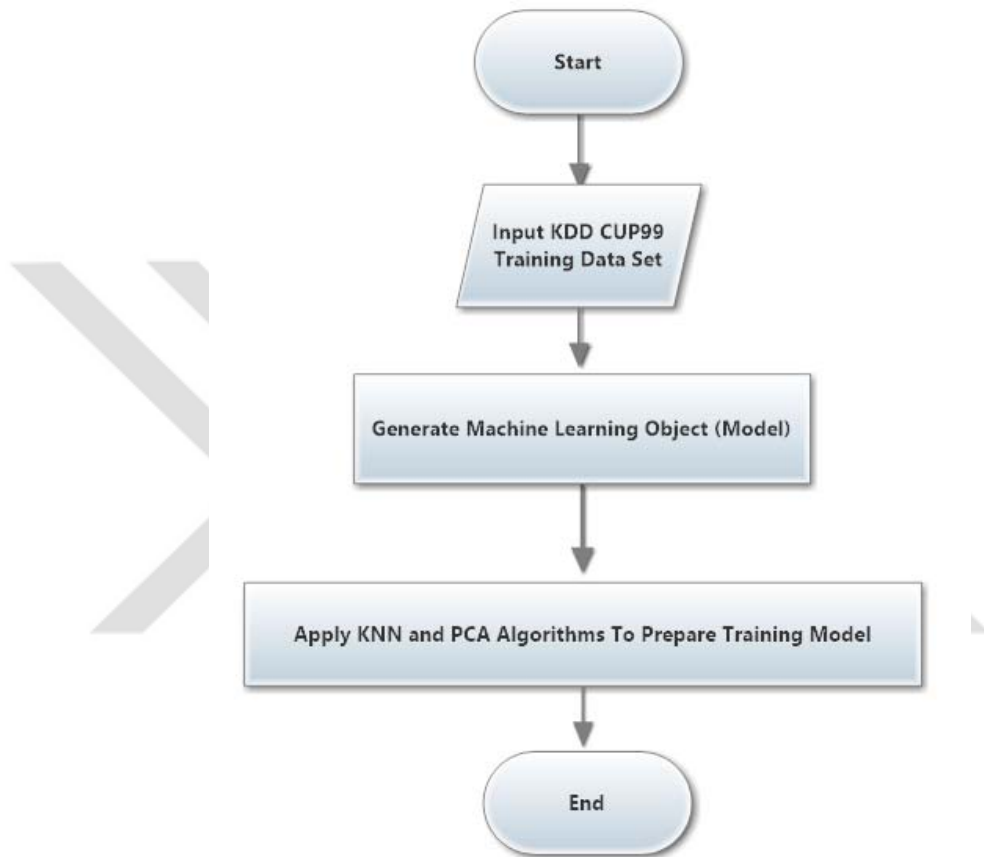 Start
Input KDD CUP99
Training Data Set
Generate Machine Learning Object (Model)
Apply KNN and PCA Algorithms To Prepare Training Model
End